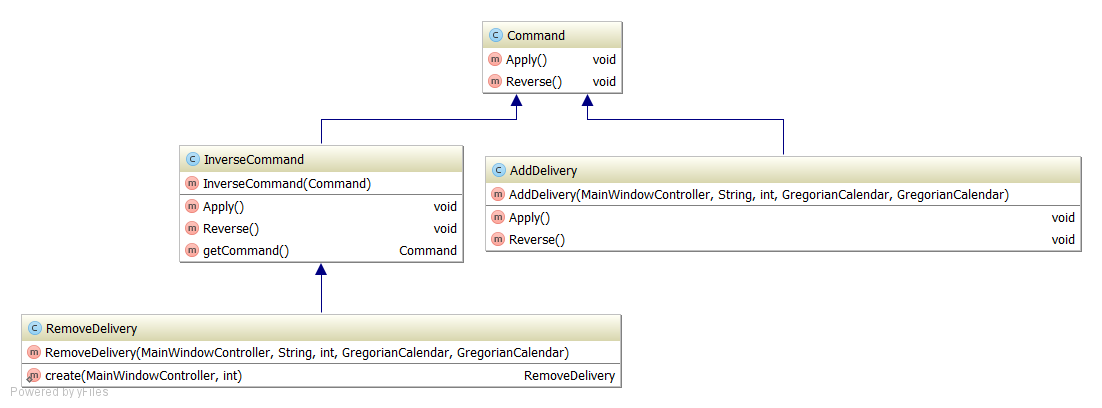 Command
Apply() void
Reverse() void
InverseCommand
InverseCommand(Command)
Apply() void
Reverse() void
getCommand() Command
AddDelivery
AddDelivery(MainWindowController, String, int, GregorianCalendar, GregorianCalendar)
Apply() void
Reverse() void
RemoveDelivery
RemoveDelivery(MainWindowController, String, int, GregorianCalendar, GregorianCalendar)
create(MainWindowController, int) RemoveDelivery
Powered by yFiles